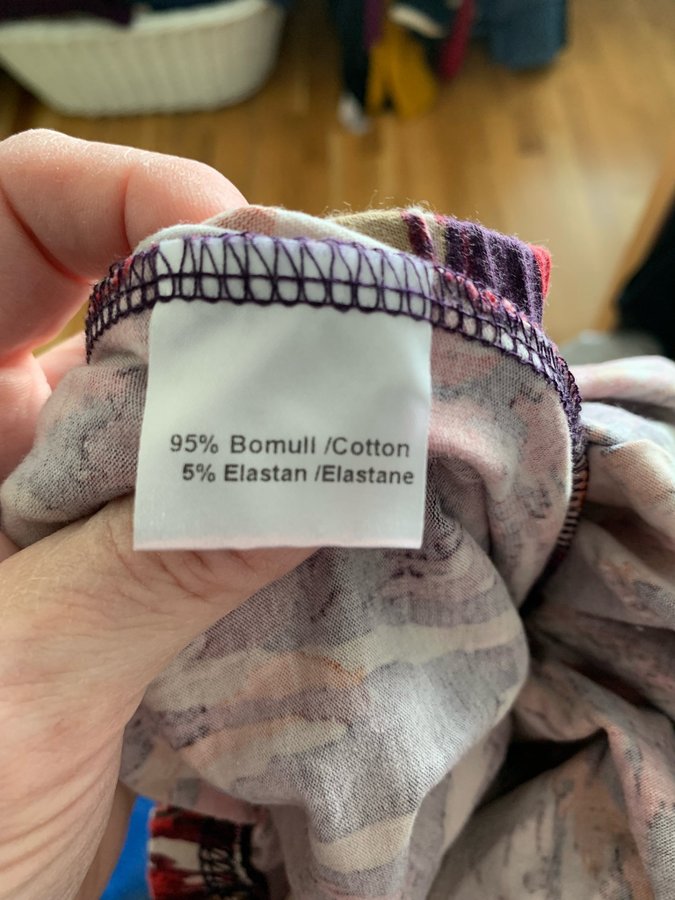 95% Bomull /Cotton
5% Elastan /Elastane